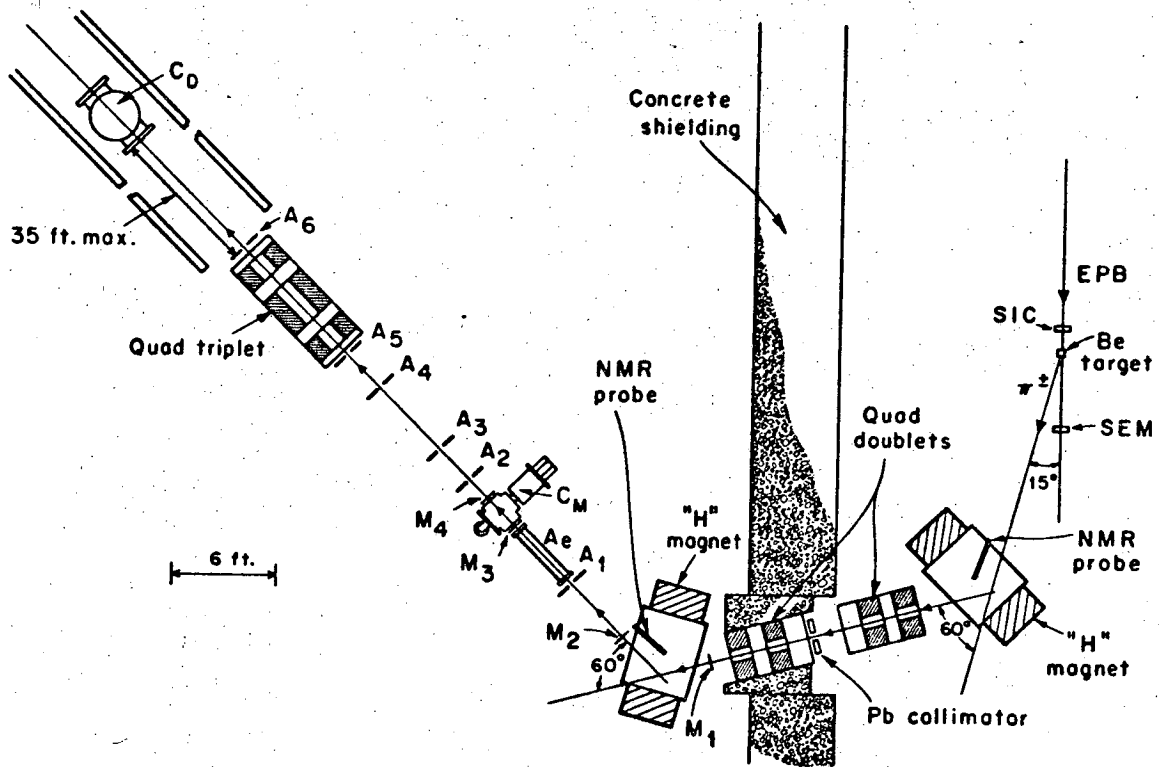 C_D
Concrete
shielding
35 ft. max.
A_6
Quad triplet
A_5
A_4
NMR
probe
A_3
A_2
C_M
M_4
M_3
Ae
A_1
6 ft.
"H"
magnet
M_2
60°
M_1
Quad
doublets
Pb collimator
EPB
SIC
Be
target
π±
SEM
15°
NMR
probe
60°
"H"
magnet